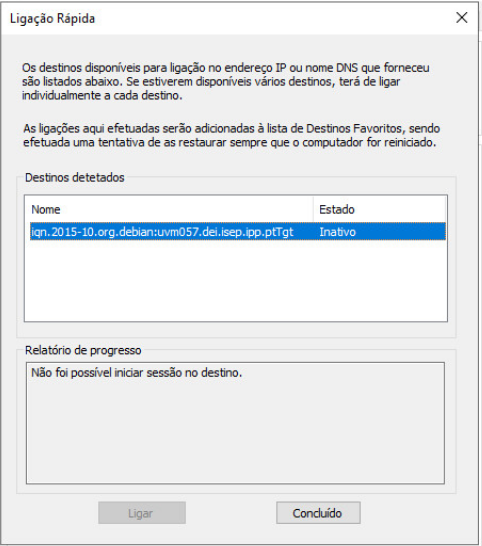 Ligação Rápida
Os destinos disponíveis para ligação no endereço IP ou nome DNS que forneceu
são listados abaixo. Se estiverem disponíveis vários destinos, terá de ligar
individualmente a cada destino.
As ligações aqui efetuadas serão adicionadas à lista de Destinos Favoritos, sendo
efetuada uma tentativa de as restaurar sempre que o computador for reiniciado.
Destinos detetados
Nome Estado
iqn.2015-10.org.debian:uvm057.dei.isep.ipp.ptTgt Inativo
Relatório de progresso
Não foi possível iniciar sessão no destino.
Ligar Concluído